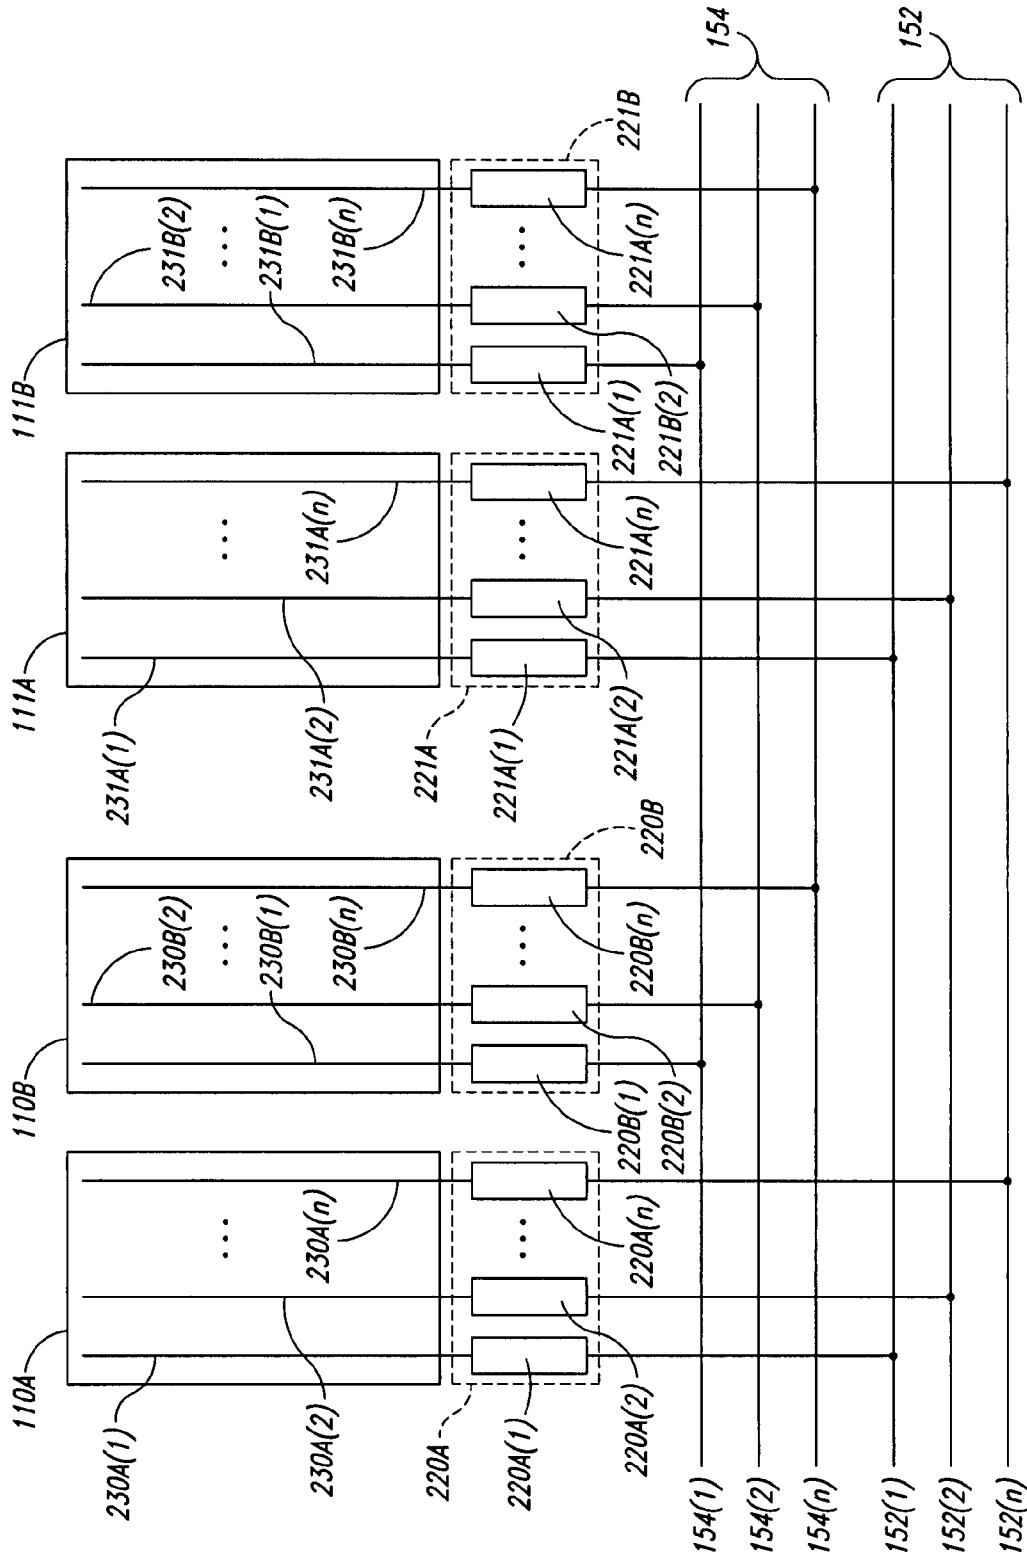 110A
110B
111A
111B
230A(1)
230A(2)
230A(n)
230B(2)
230B(1)
230B(n)
231A(1)
231A(2)
231A(n)
231B(2)
231B(1)
231B(n)
220A
220A(1)
220A(2)
220A(n)
220B(1)
220B(2)
220B(n)
220B
221A
221A(1)
221A(2)
221A(n)
221A(1)
221B(2)
221A(n)
221B
154(1)
154(2)
154(n)
154
152(1)
152(2)
152(n)
152